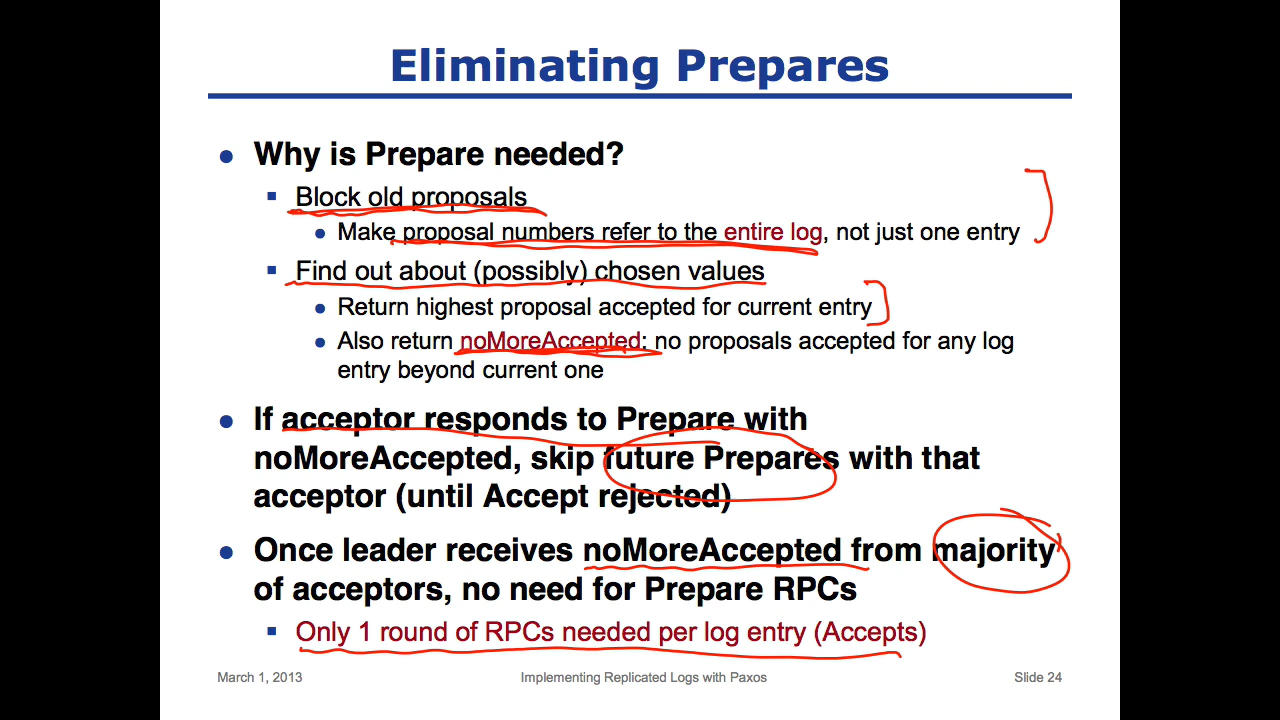 Eliminating Prepares
Why is Prepare needed?
Block old proposals
Make proposal numbers refer to the entire log, not just one entry
Find out about (possibly) chosen values
Return highest proposal accepted for current entry
Also return noMoreAccepted: no proposals accepted for any log
entry beyond current one
If acceptor responds to Prepare with
noMoreAccepted, skip future Prepares with that
acceptor (until Accept rejected)
Once leader receives noMoreAccepted from majority
of acceptors, no need for Prepare RPCs
Only 1 round of RPCs needed per log entry (Accepts)
March 1, 2013 Implementing Replicated Logs with Paxos Slide 24